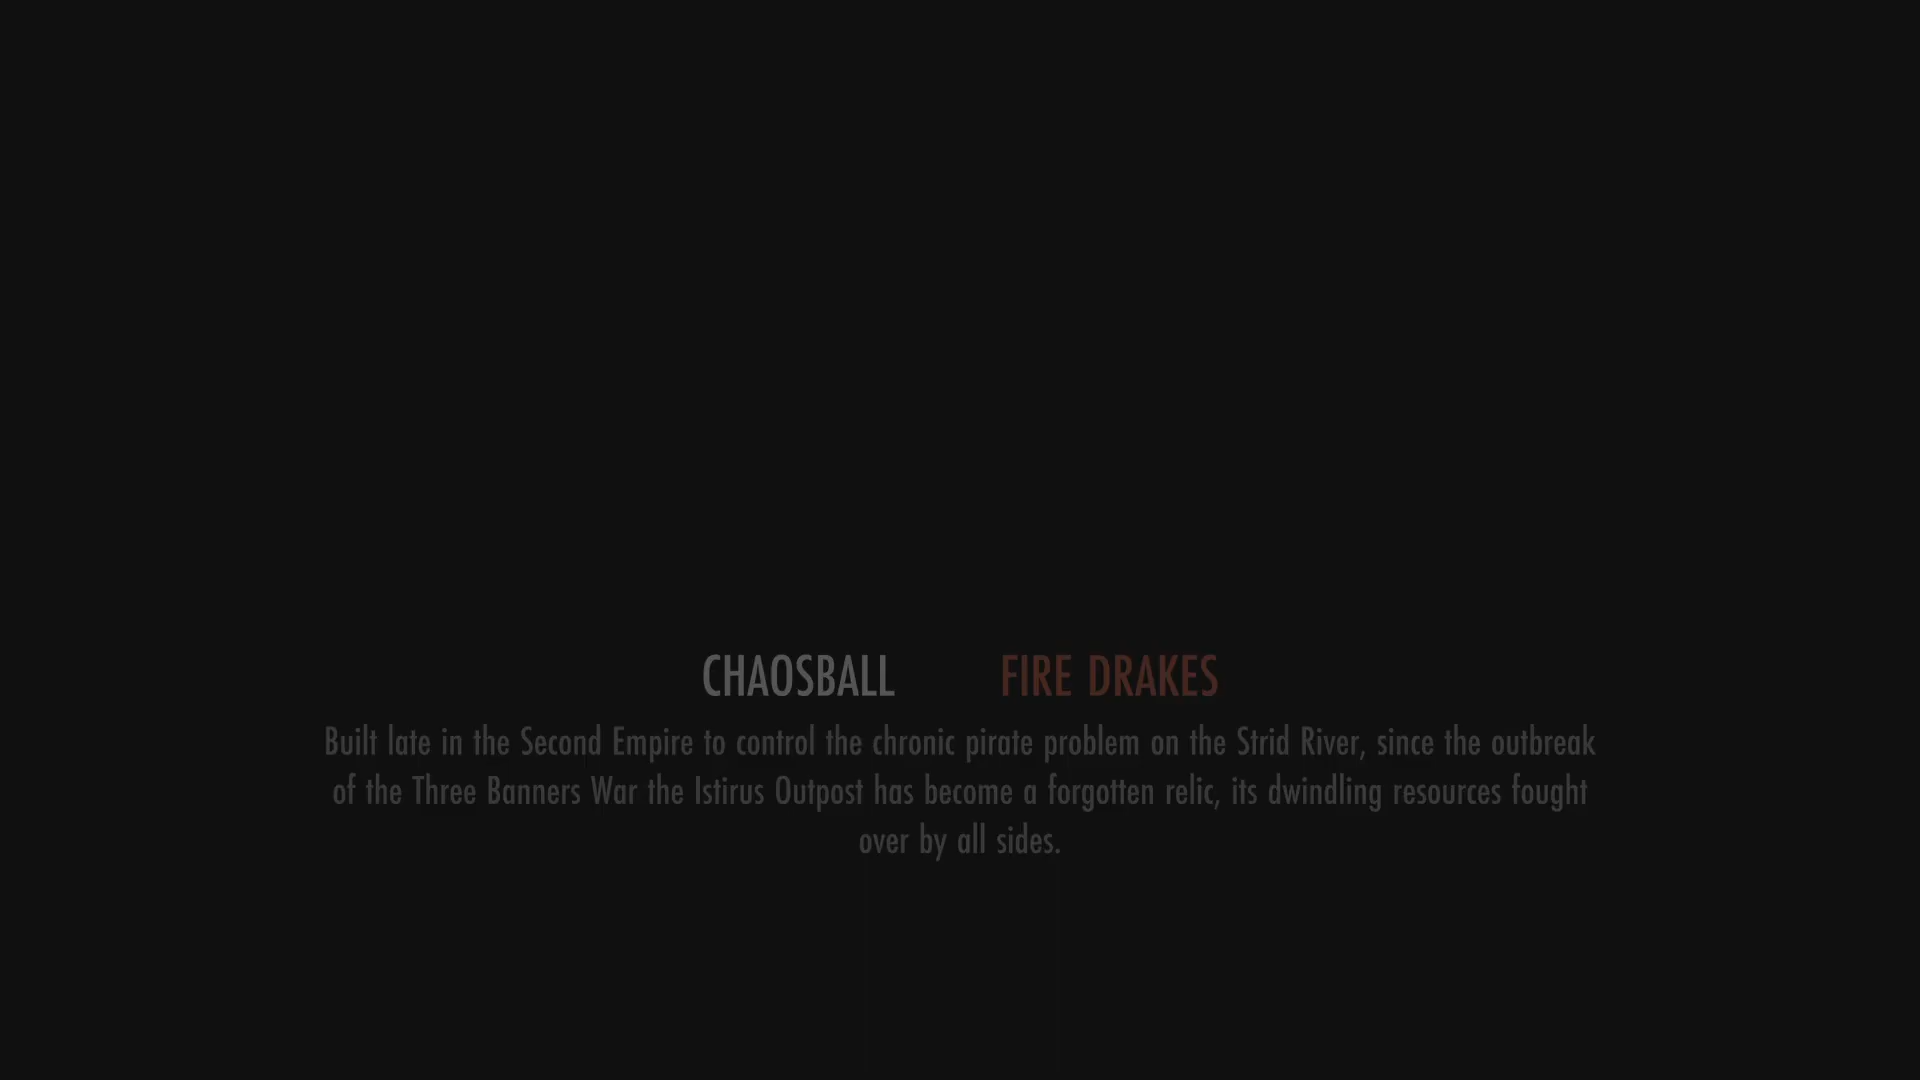 CHAOSBALL FIRE DRAKES
Built late in the Second Empire to control the chronic pirate problem on the Strid River, since the outbreak
of the Three Banners War the Istirus Outpost has become a forgotten relic, its dwindling resources fought
over by all sides.